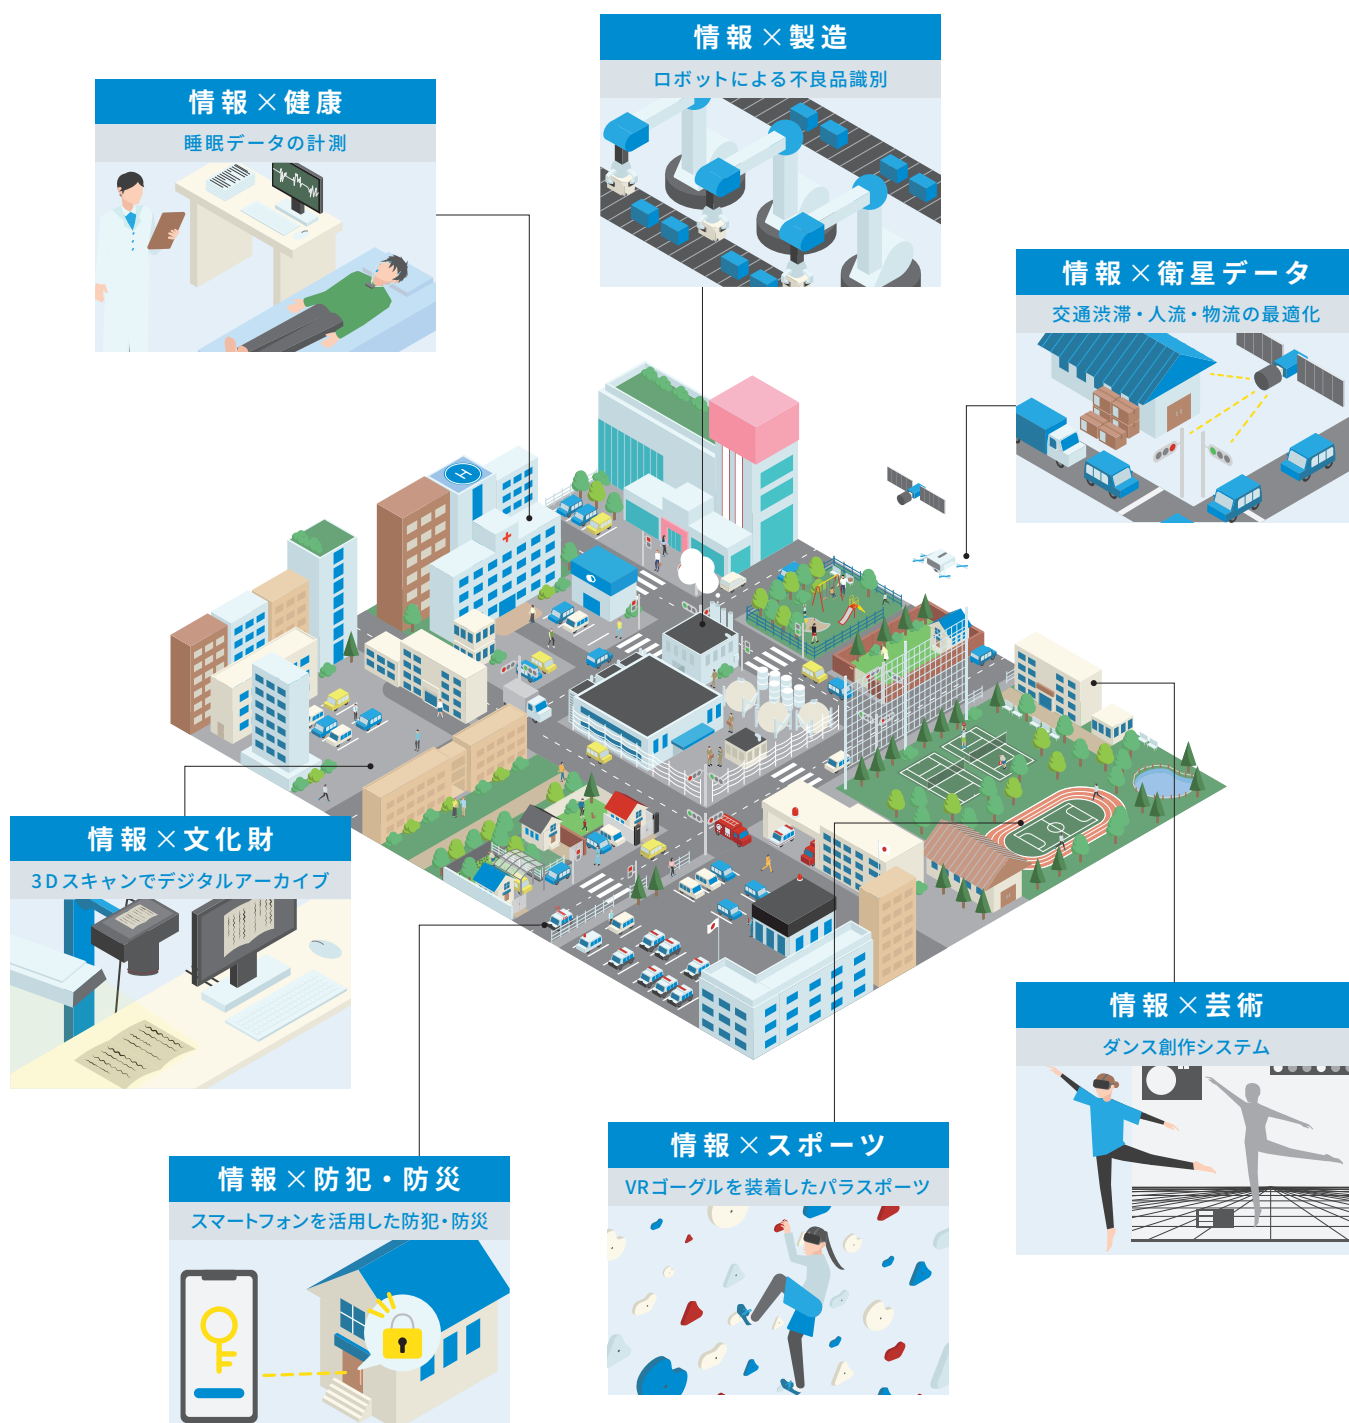 情報×製造
ロボットによる不良品識別
情報×健康
睡眠データの計測
情報×衛星データ
交通渋滞・人流・物流の最適化
情報×文化財
3Dスキャンでデジタルアーカイブ
情報×芸術
ダンス創作システム
情報×スポーツ
VRゴーグルを装着したパラスポーツ
情報×防犯・防災
スマートフォンを活用した防犯・防災
H